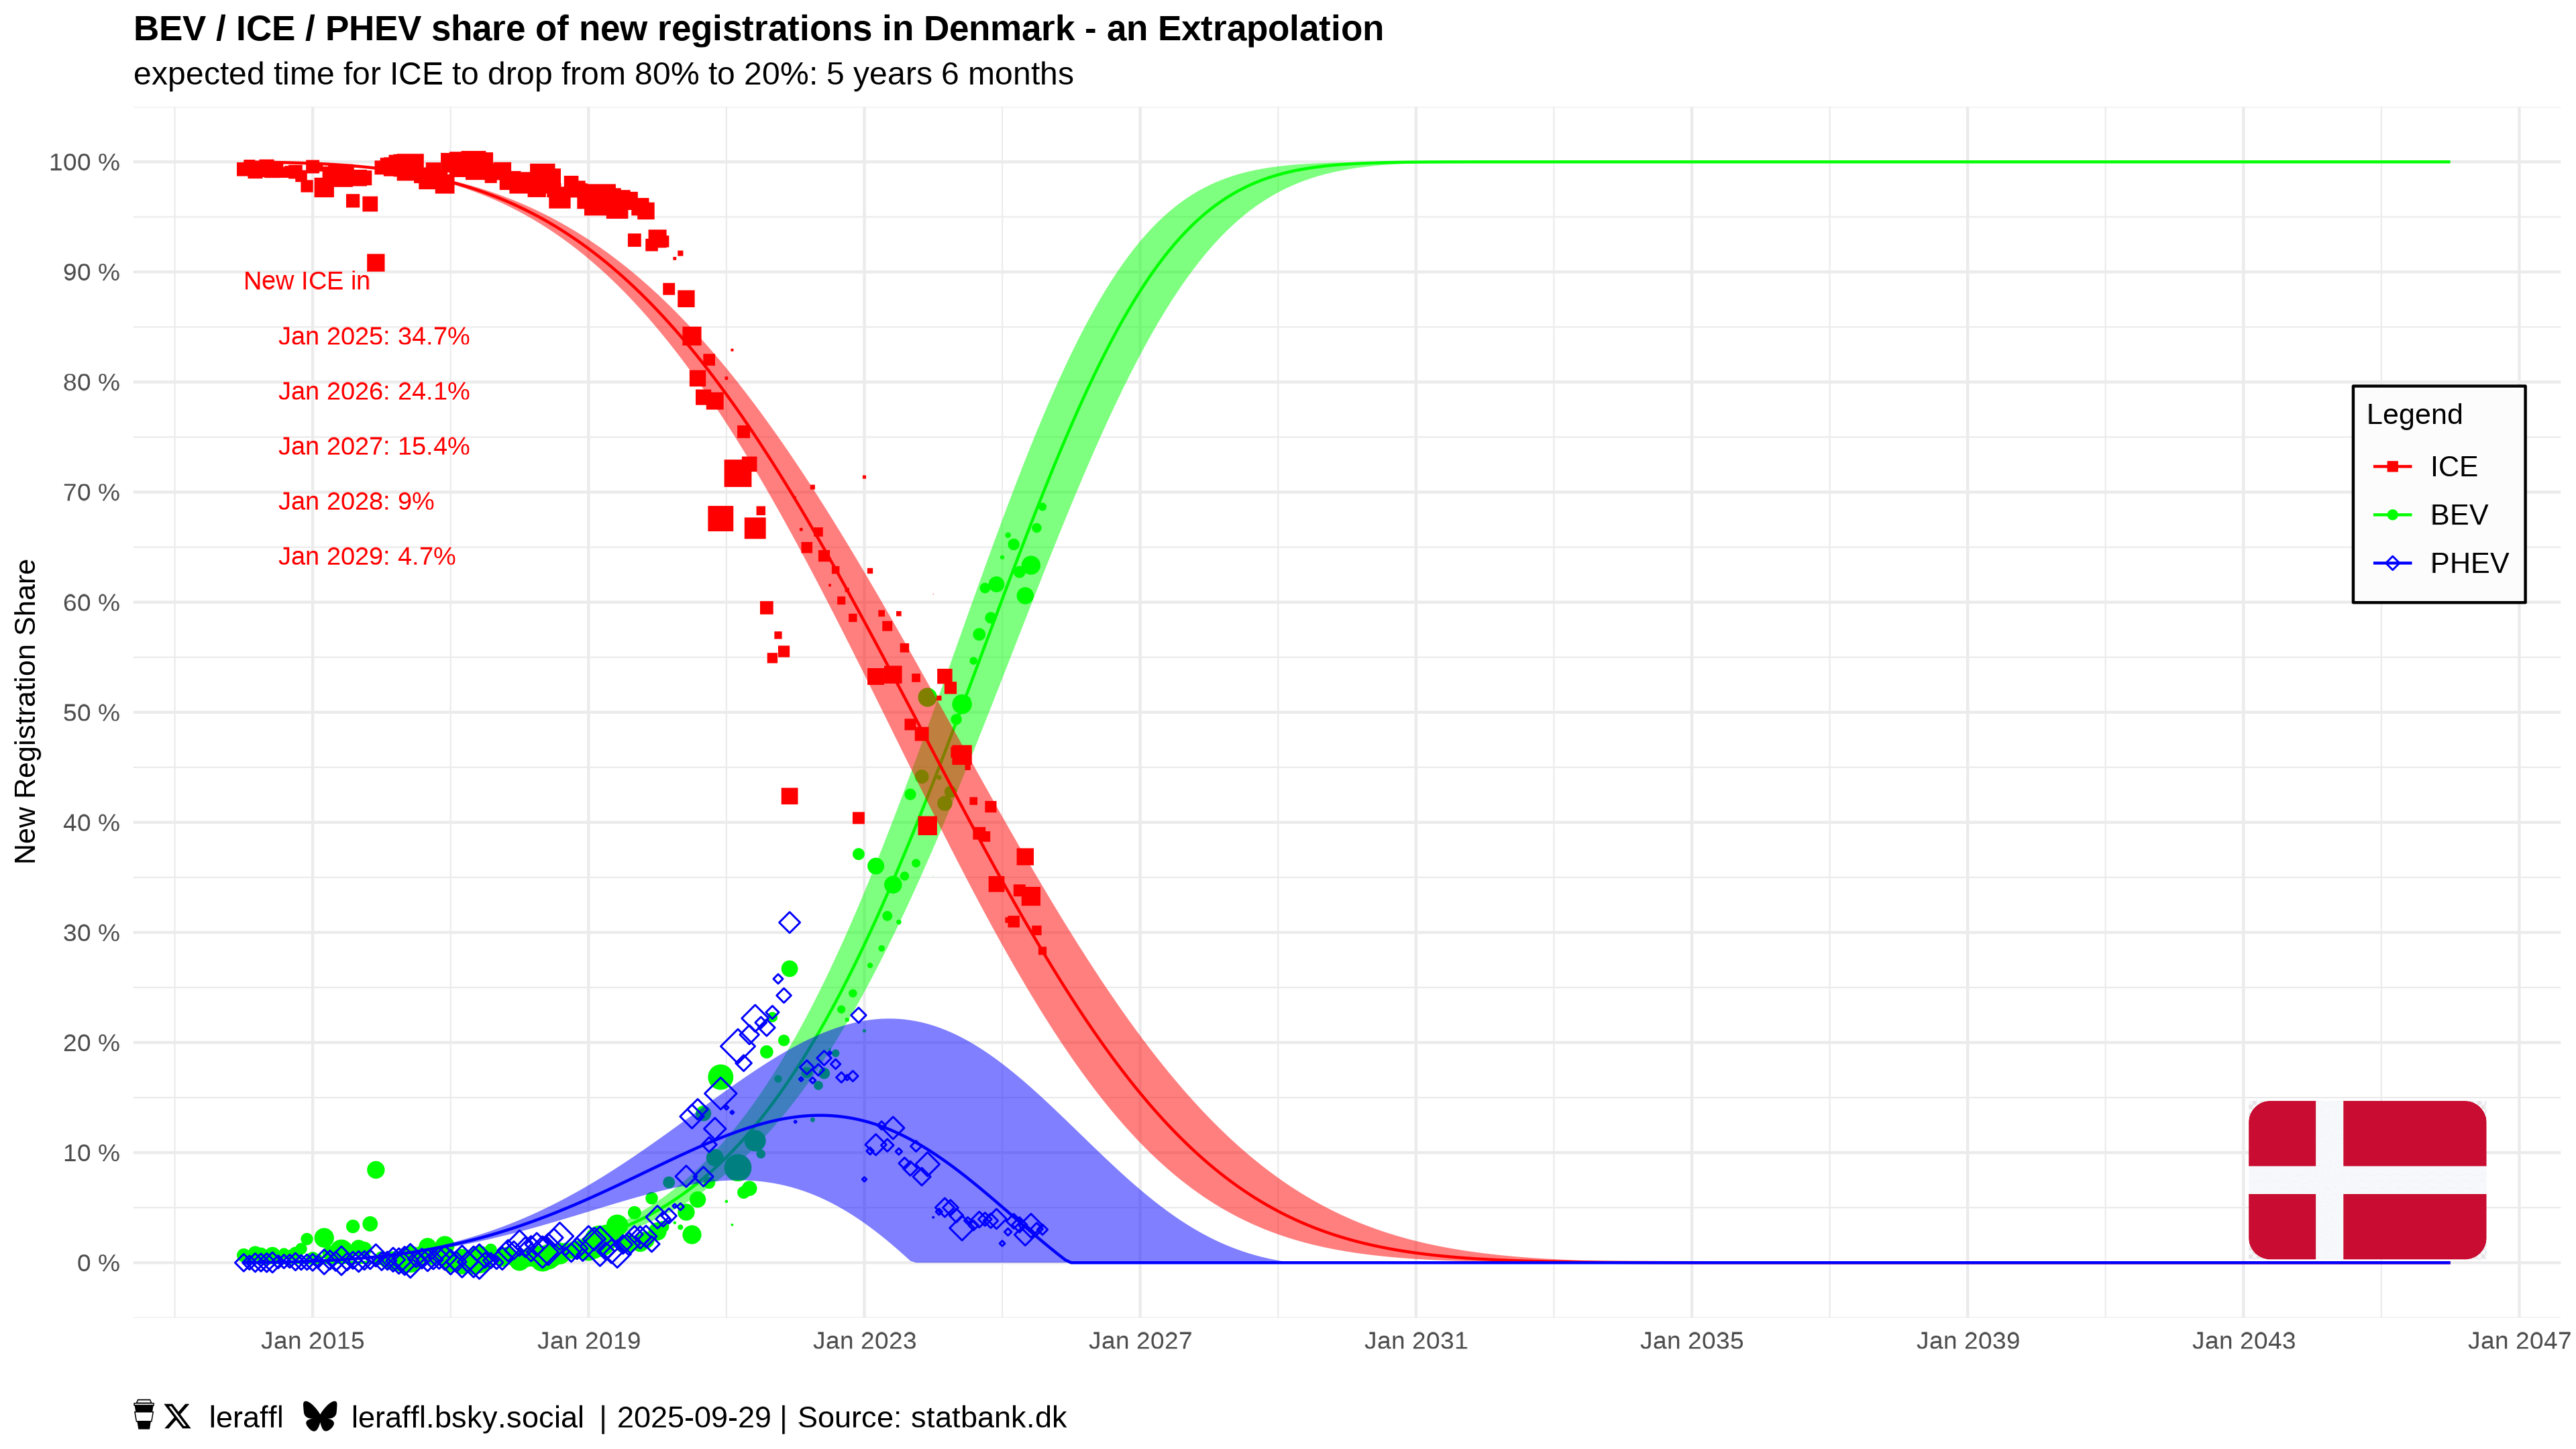 BEV / ICE / PHEV share of new registrations in Denmark - an Extrapolation
expected time for ICE to drop from 80% to 20%: 5 years 6 months
New Registration Share
100 %
90 %
80 %
70 %
60 %
50 %
40 %
30 %
20 %
10 %
0 %
New ICE in
Jan 2025: 34.7%
Jan 2026: 24.1%
Jan 2027: 15.4%
Jan 2028: 9%
Jan 2029: 4.7%
Legend
ICE
BEV
PHEV
Jan 2015 Jan 2019 Jan 2023 Jan 2027 Jan 2031 Jan 2035 Jan 2039 Jan 2043 Jan 2047
leraffl leraffl.bsky.social | 2025-09-29 | Source: statbank.dk